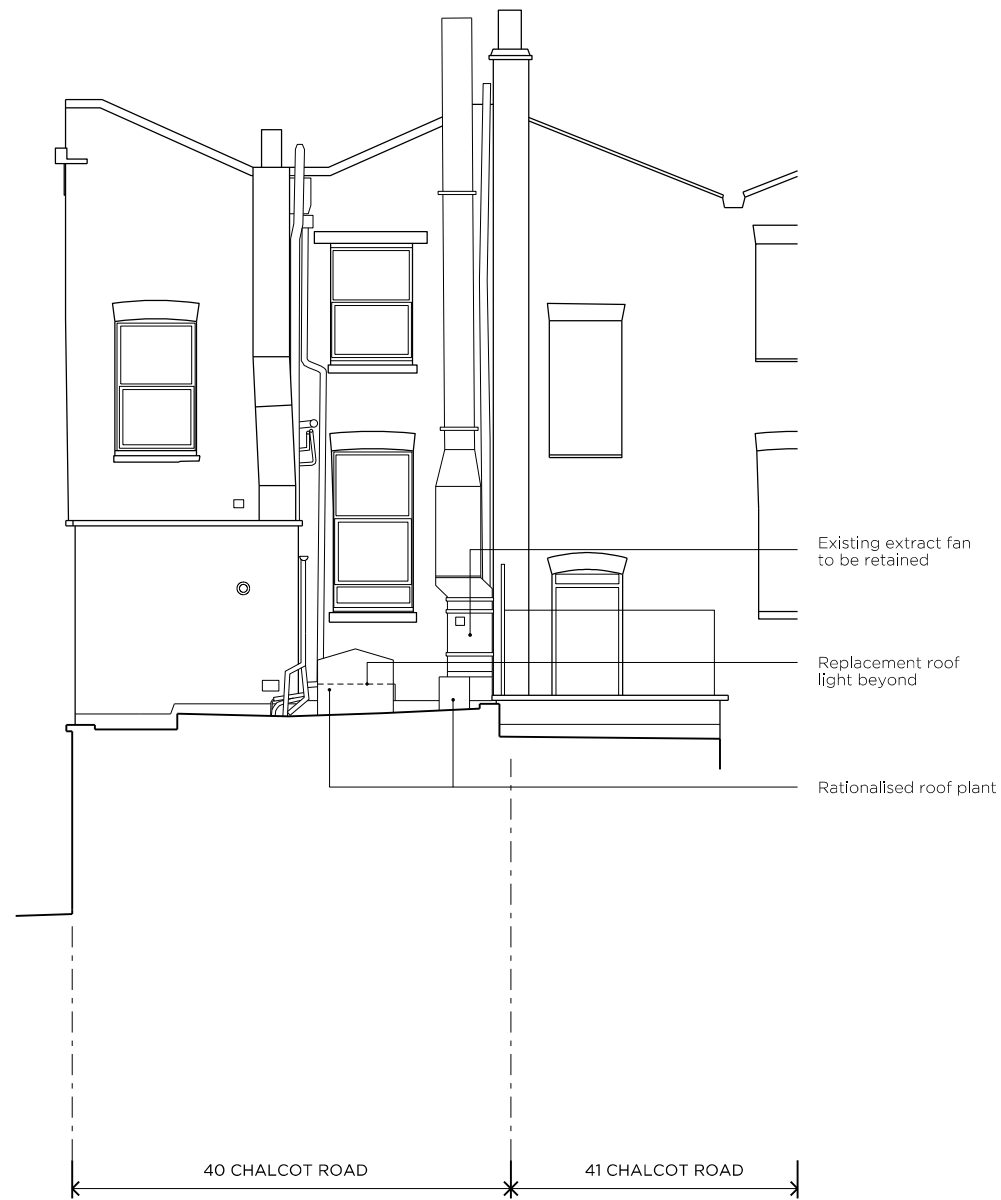 Existing extract fan
to be retained
Replacement roof
light beyond
Rationalised roof plant
40 CHALCOT ROAD
41 CHALCOT ROAD